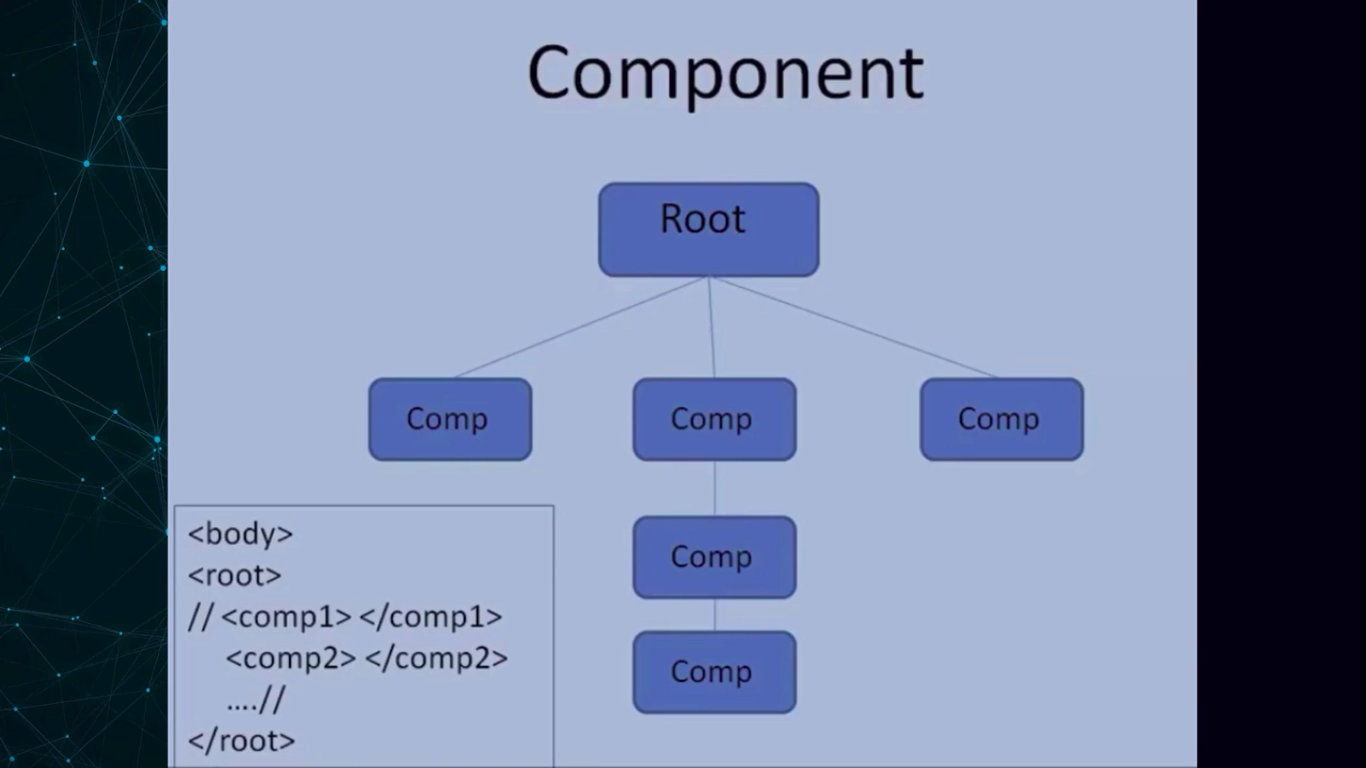 Component
Root
Comp
Comp
Comp
Comp
Comp
<body>
<root>
// <comp1> </comp1>
<comp2> </comp2>
....//
</root>